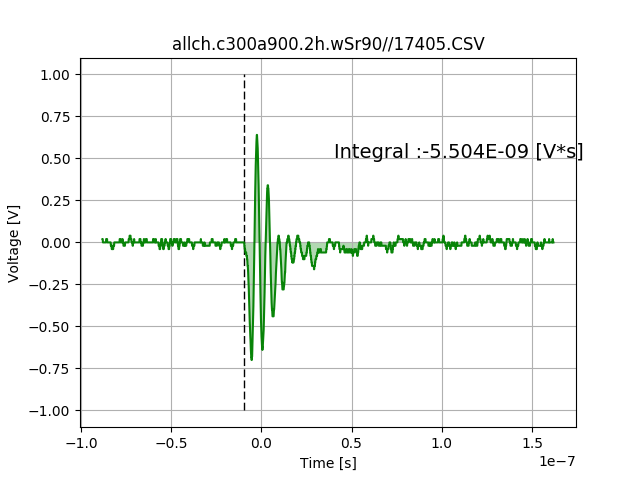 allch.c300a900.2h.wSr90//17405.CSV
Integral :-5.504E-09 [V*s]
Voltage [V]
1.00
0.75
0.50
0.25
0.00
−0.25
−0.50
−0.75
−1.00
−1.0 −0.5 0.0 0.5 1.0 1.5
1e−7
Time [s]